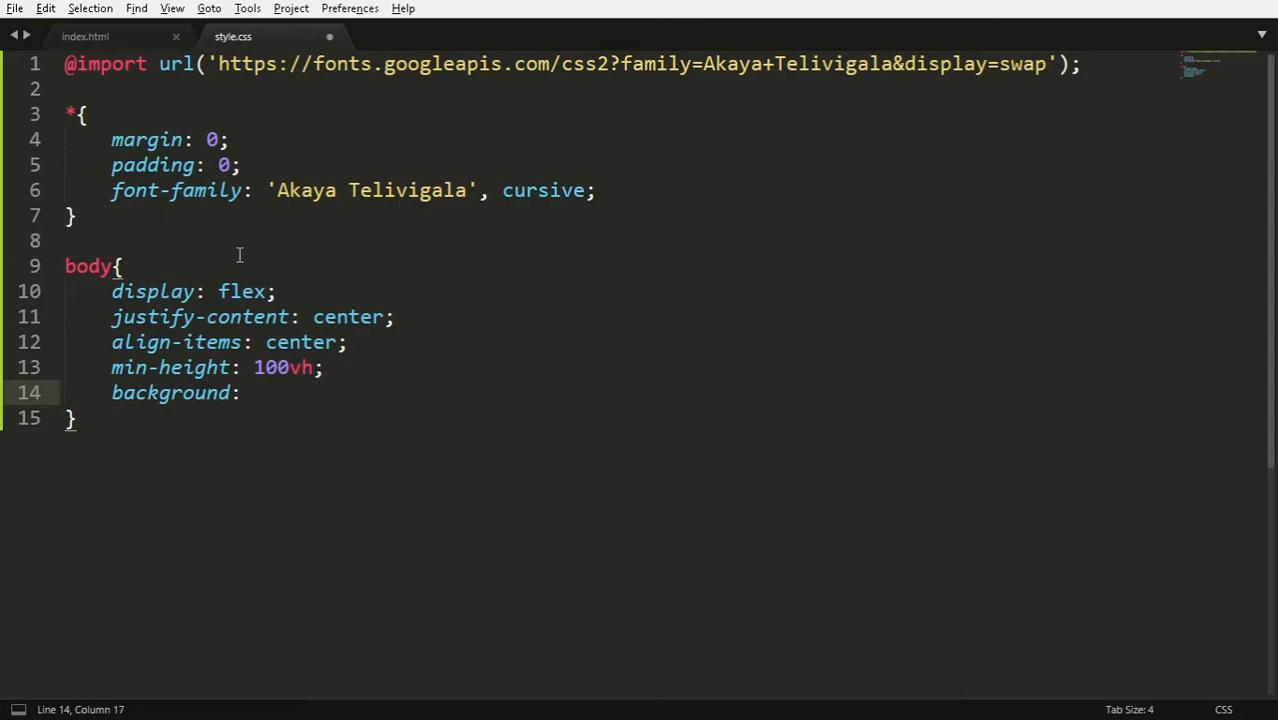 File Edit Selection Find View Goto Tools Project Preferences Help
index.html × style.css
1 @import url('https://fonts.googleapis.com/css2?family=Akaya+Telivigala&display=swap');
2
3 *{
4 margin: 0;
5 padding: 0;
6 font-family: 'Akaya Telivigala', cursive;
7 }
8
9 body{
10 display: flex;
11 justify-content: center;
12 align-items: center;
13 min-height: 100vh;
14 background:
15 }
Line 14, Column 17 Tab Size: 4 CSS